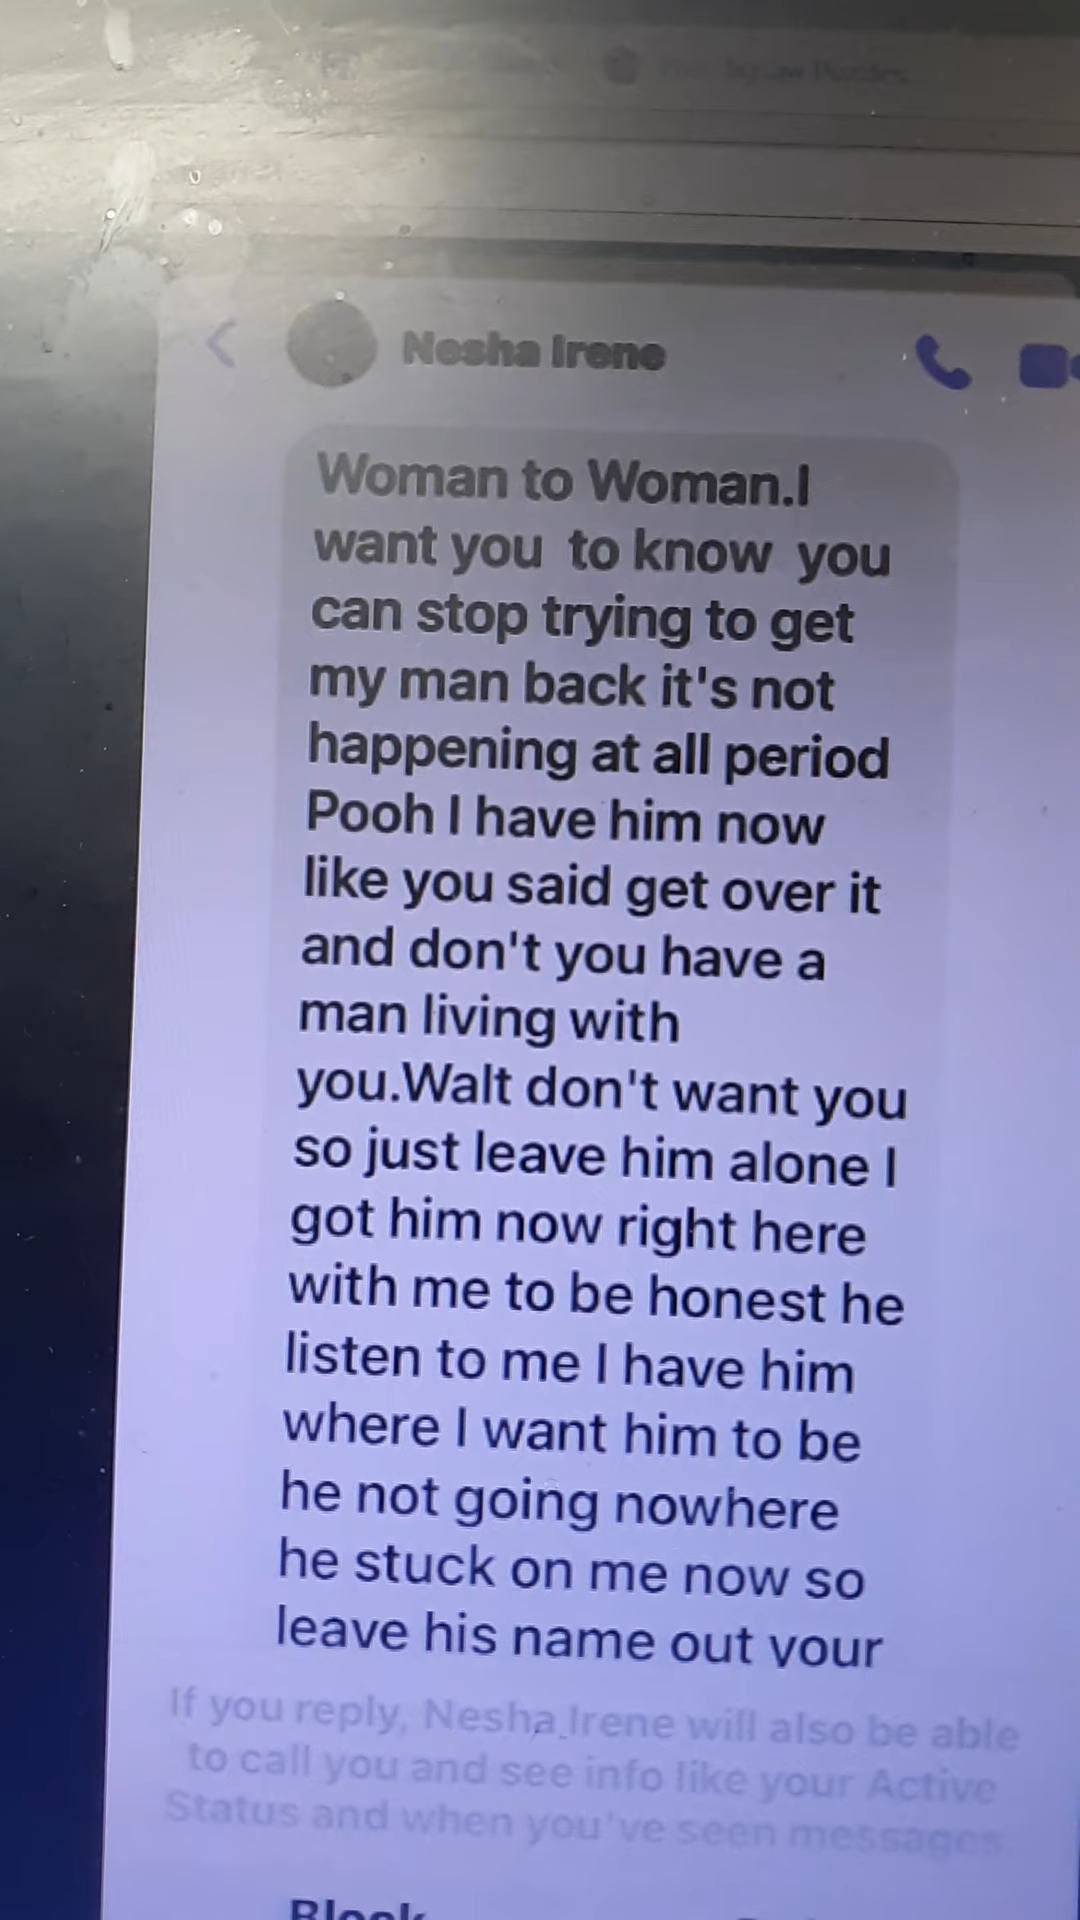 Nesha Irene
Woman to Woman.I
want you to know you
can stop trying to get
my man back it's not
happening at all period
Pooh I have him now
like you said get over it
and don't you have a
man living with
you.Walt don't want you
so just leave him alone I
got him now right here
with me to be honest he
listen to me I have him
where I want him to be
he not going nowhere
he stuck on me now so
leave his name out your
If you reply, Nesha Irene will also be able
to call you and see info like your Active
Status and when you've seen messages.
Block